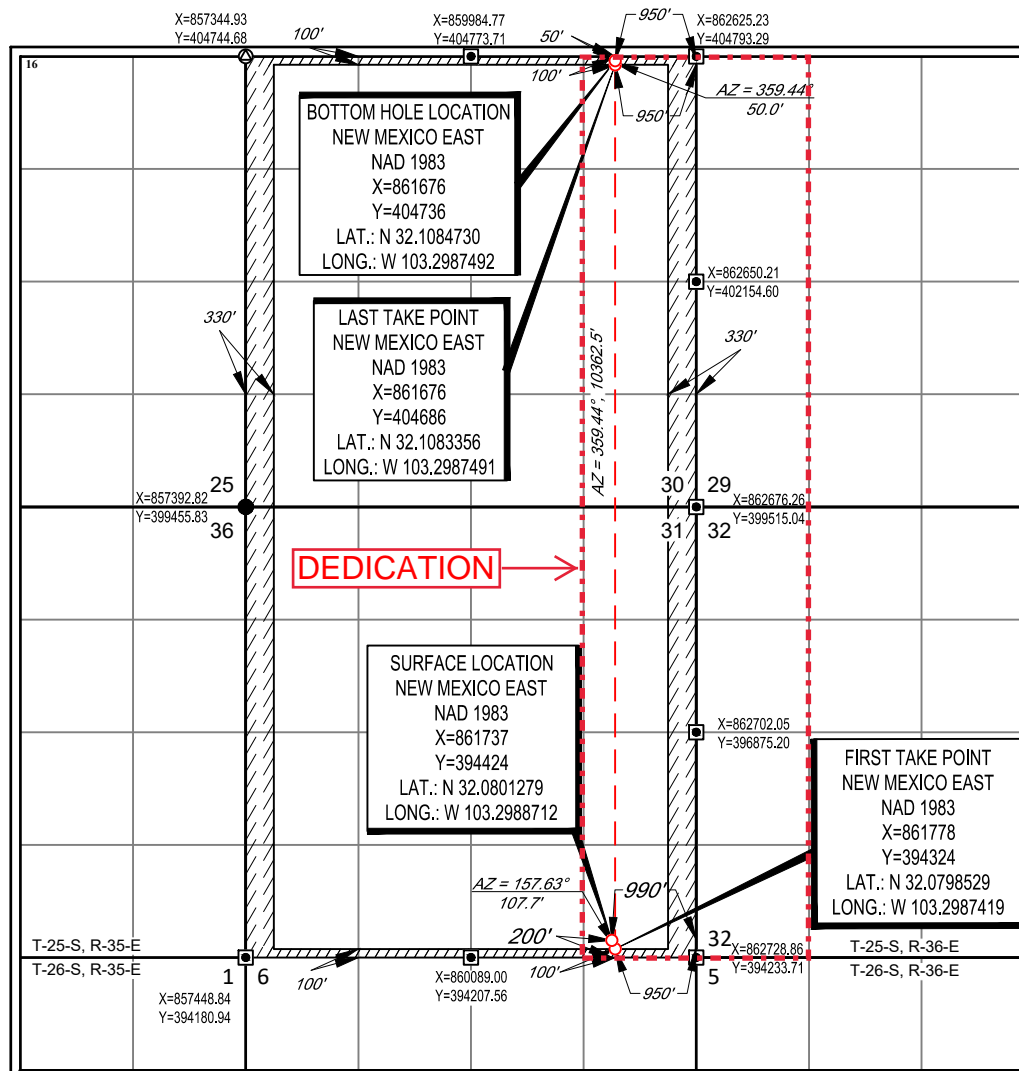 X=857344.93
Y=404744.68
X=859984.77
Y=404773.71
X=862625.23
Y=404793.29
16
100'
50'
950'
100'
AZ = 359.44°
50.0'
950'
BOTTOM HOLE LOCATION
NEW MEXICO EAST
NAD 1983
X=861676
Y=404736
LAT.: N 32.1084730
LONG.: W 103.2987492
X=862650.21
Y=402154.60
LAST TAKE POINT
NEW MEXICO EAST
NAD 1983
X=861676
Y=404686
LAT.: N 32.1083356
LONG.: W 103.2987491
330'
330'
AZ = 359.44°, 10362.5'
25
30
29
X=857392.82
Y=399455.83
X=862676.26
Y=399515.04
36
31
32
DEDICATION
SURFACE LOCATION
NEW MEXICO EAST
NAD 1983
X=861737
Y=394424
LAT.: N 32.0801279
LONG.: W 103.2988712
X=862702.05
Y=396875.20
FIRST TAKE POINT
NEW MEXICO EAST
NAD 1983
X=861778
Y=394324
LAT.: N 32.0798529
LONG.: W 103.2987419
AZ = 157.63°
107.7'
990'
200'
100'
950'
T-25-S, R-35-E
T-26-S, R-35-E
1
6
100'
X=857448.84
Y=394180.94
X=860089.00
Y=394207.56
32
5
X=862728.86
Y=394233.71
T-25-S, R-36-E
T-26-S, R-36-E